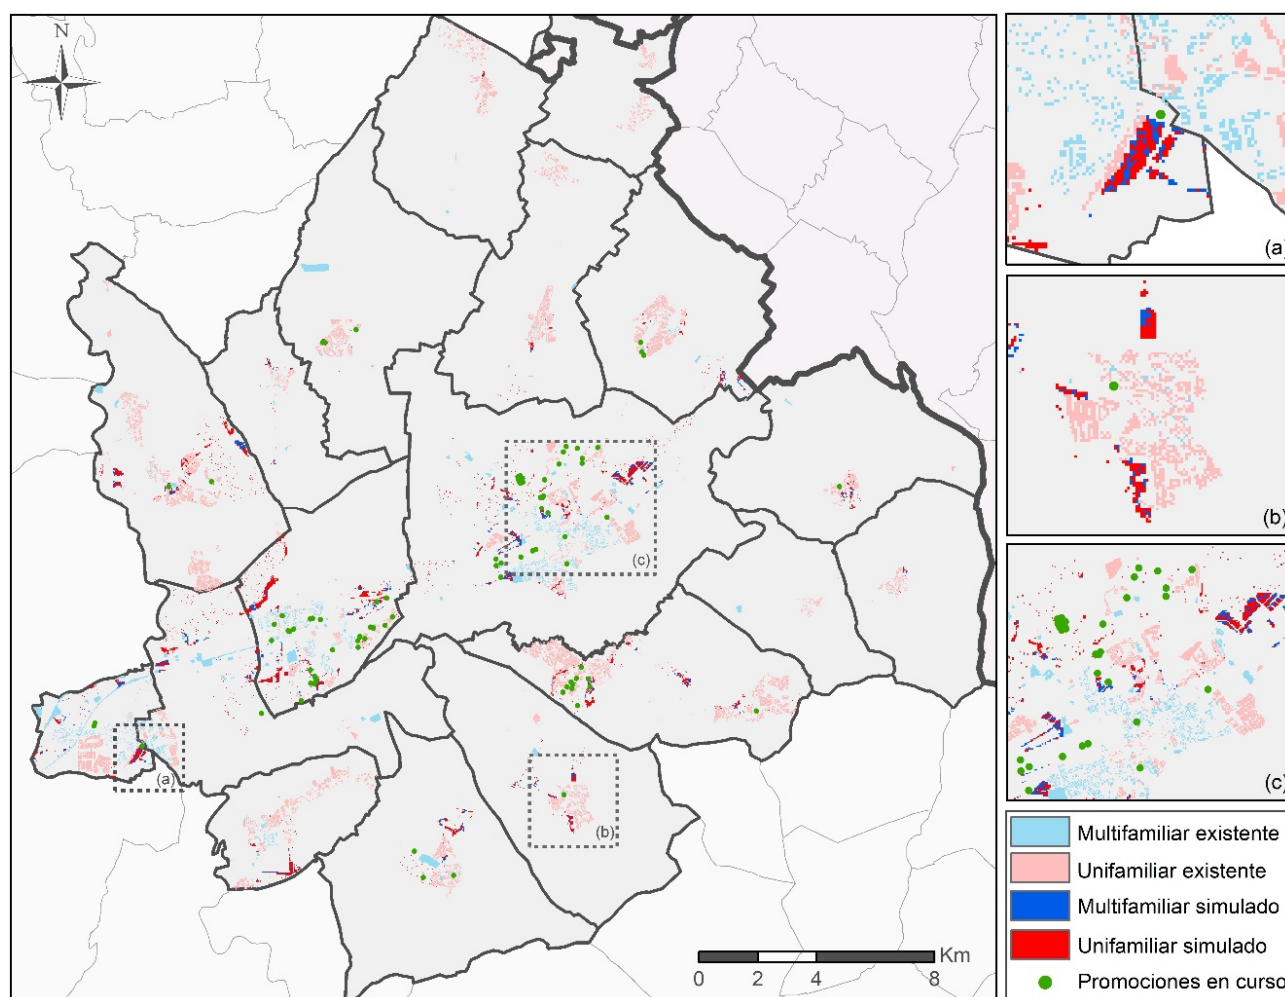 N
(c)
(a)
(b)
Km
0 2 4 8
(a)
(b)
(c)
Multifamiliar existente
Unifamiliar existente
Multifamiliar simulado
Unifamiliar simulado
Promociones en curso